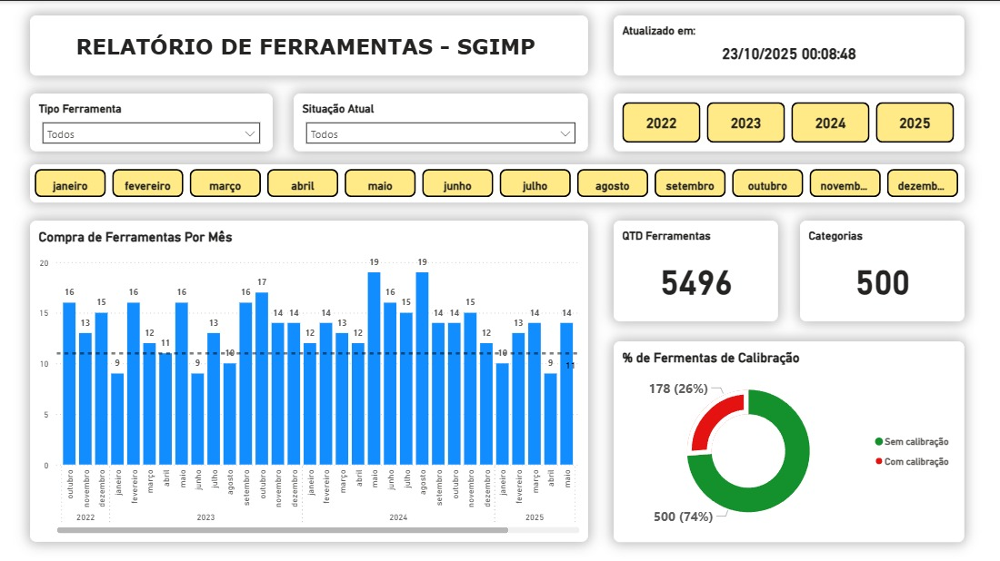 RELATÓRIO DE FERRAMENTAS - SGIMP
Atualizado em:
23/10/2025 00:08:48
Tipo Ferramenta
Todos
Situação Atual
Todos
2022 2023 2024 2025
janeiro fevereiro março abril maio junho julho agosto setembro outubro novemb... dezemb...
Compra de Ferramentas Por Mês
20
15
10
5
0
16 13 15 9 16 12 11 16 9 13 10 16 17 14 14 12 14 13 12 19 16 15 19 14 14 15 12 10 13 14 9 14
11
outubro novembro dezembro janeiro fevereiro março abril maio junho julho agosto setembro outubro novembro dezembro janeiro fevereiro março abril maio junho julho agosto setembro outubro novembro dezembro janeiro fevereiro março abril maio
2022 2023 2024 2025
QTD Ferramentas
5496
Categorias
500
% de Fermentas de Calibração
178 (26%)
500 (74%)
Sem calibração
Com calibração